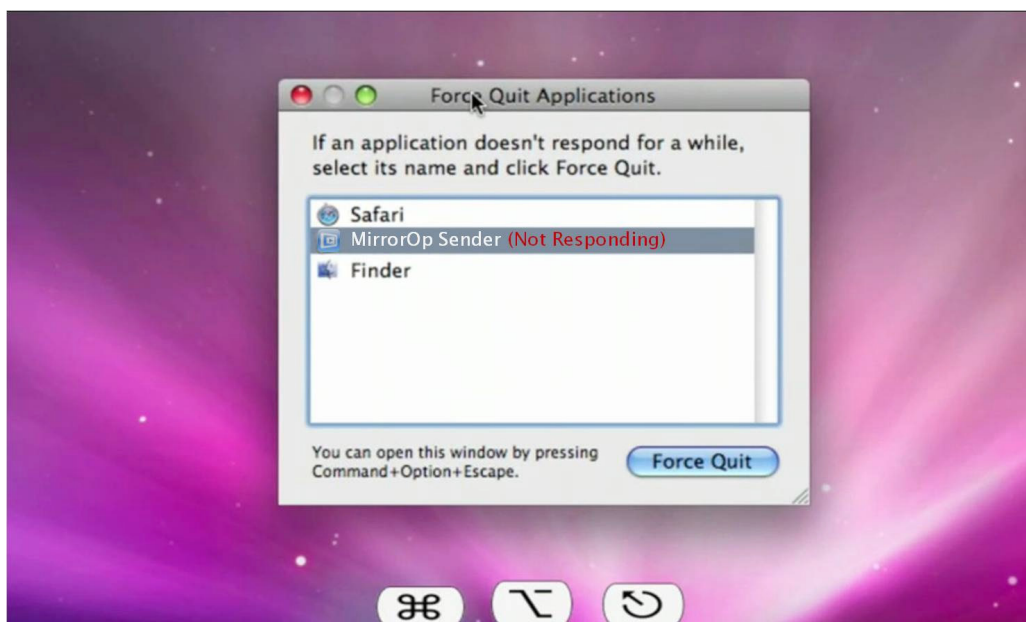 Force Quit Applications
If an application doesn't respond for a while,
select its name and click Force Quit.
Safari
MirrorOp Sender (Not Responding)
Finder
You can open this window by pressing
Command+Option+Escape.
Force Quit
⌘ ⌥ ⎋